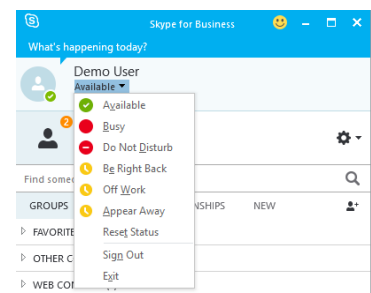 Skype for Business
What's happening today?
Demo User
Available
Available
2
Busy
Do Not Disturb
Be Right Back
Find some
Off Work
GROUPS
NSHIPS
NEW
Appear Away
FAVORITE
Reset Status
OTHER C
Sign Out
WEB CO
Exit